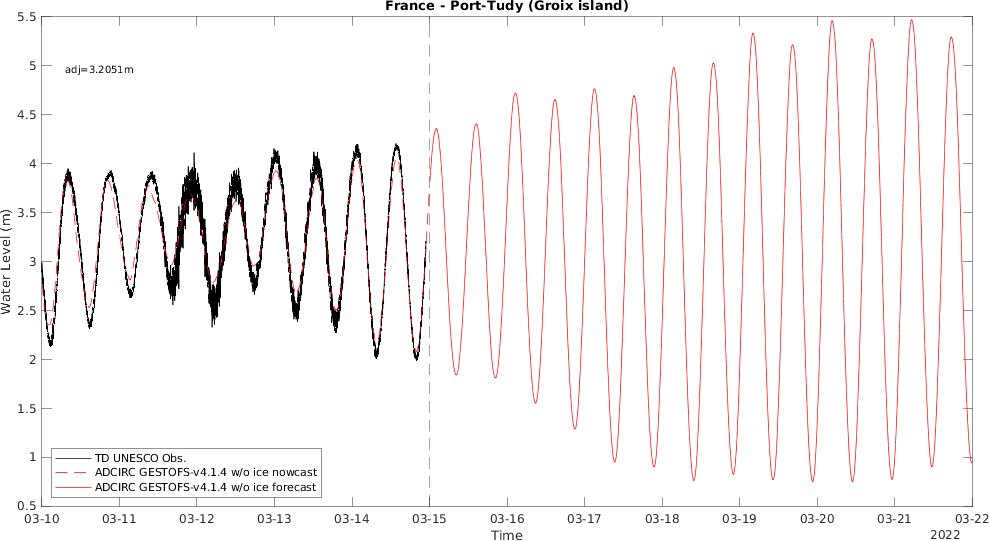 France - Port-Tudy (Groix island)
5.5
5
4.5
4
3.5
3
2.5
2
1.5
1
0.5
Water Level (m)
adj=3.2051m
TD UNESCO Obs.
ADCIRC GESTOFS-v4.1.4 w/o ice nowcast
ADCIRC GESTOFS-v4.1.4 w/o ice forecast
03-10 03-11 03-12 03-13 03-14 03-15 03-16 03-17 03-18 03-19 03-20 03-21 03-22
Time
2022